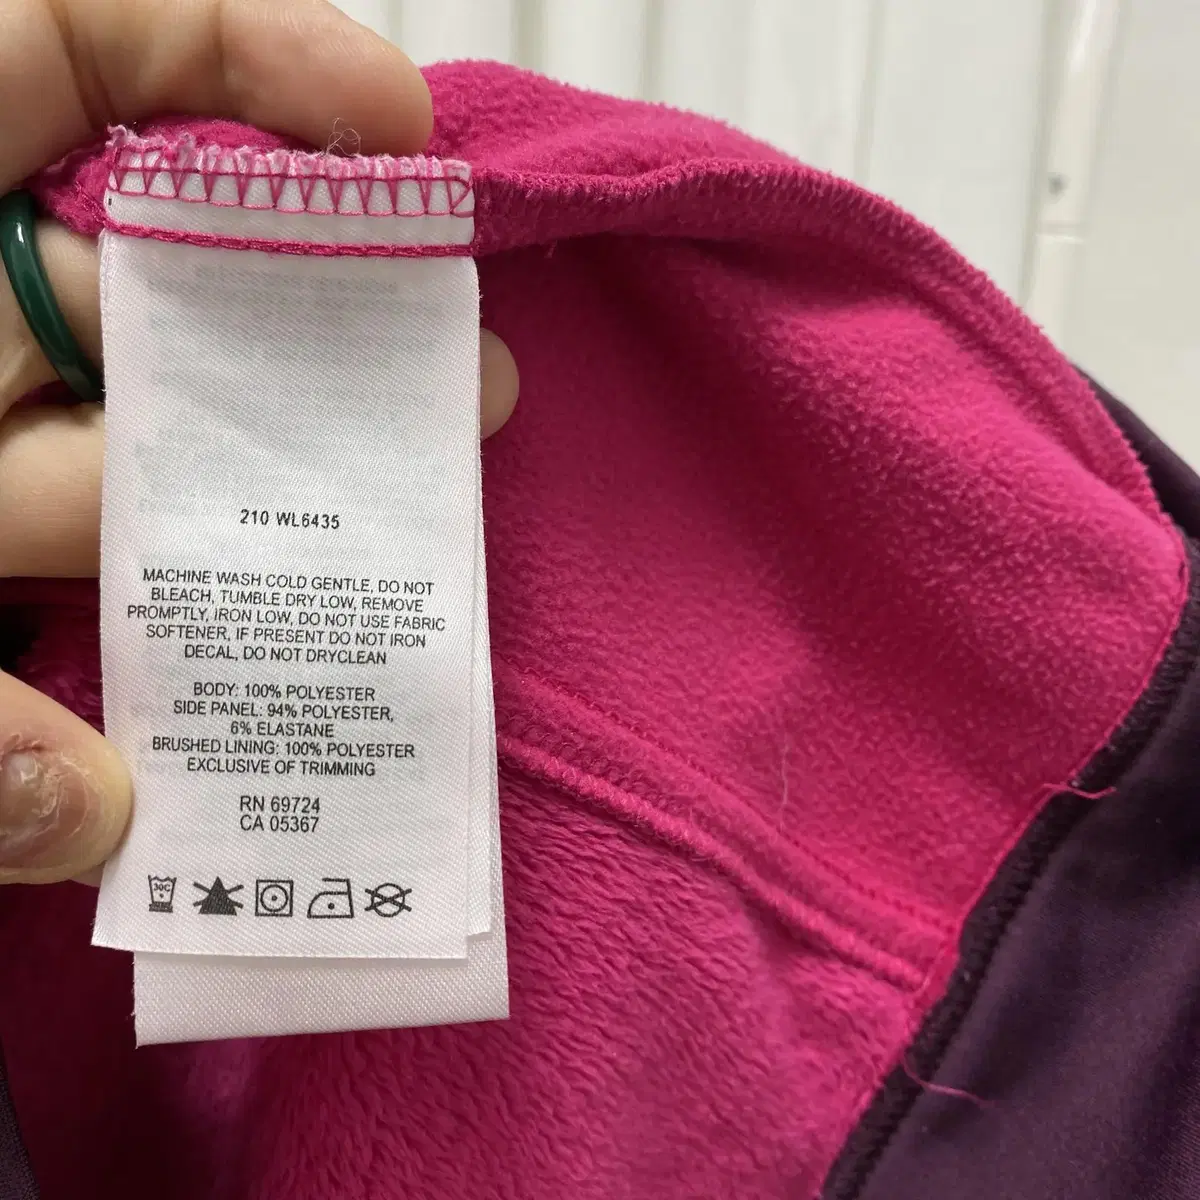 210 WL6435
MACHINE WASH COLD GENTLE, DO NOT
BLEACH, TUMBLE DRY LOW, REMOVE
PROMPTLY, IRON LOW, DO NOT USE FABRIC
SOFTENER, IF PRESENT DO NOT IRON
DECAL, DO NOT DRYCLEAN
BODY: 100% POLYESTER
SIDE PANEL: 94% POLYESTER,
6% ELASTANE
BRUSHED LINING: 100% POLYESTER
EXCLUSIVE OF TRIMMING
RN 69724
CA 05367
30C